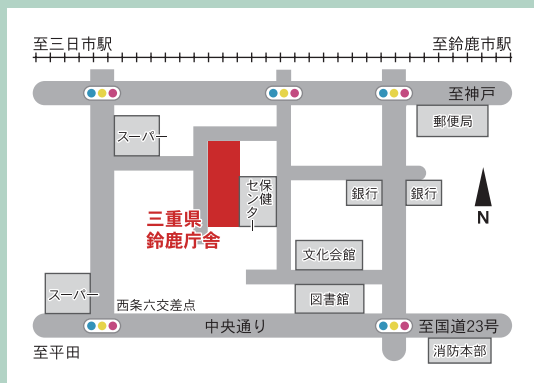 至三日市駅
至鈴鹿市駅
至神戸
郵便局
スーパー
保健
センター
銀行
銀行
N
三重県
鈴鹿庁舎
文化会館
スーパー
図書館
西条六交差点
中央通り
至国道23号
至平田
消防本部